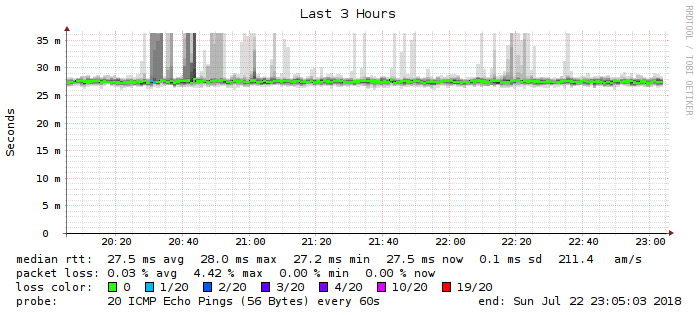 Last 3 Hours
RRDTOOL / TOBI OETIKER
Seconds
35 m
30 m
25 m
20 m
15 m
10 m
5 m
0
20:20 20:40 21:00 21:20 21:40 22:00 22:20 22:40 23:00
median rtt: 27.5 ms avg 28.0 ms max 27.2 ms min 27.5 ms now 0.1 ms sd 211.4 am/s
packet loss: 0.03 % avg 4.42 % max 0.00 % min 0.00 % now
loss color: 0 1/20 2/20 3/20 4/20 10/20 19/20
probe: 20 ICMP Echo Pings (56 Bytes) every 60s end: Sun Jul 22 23:05:03 2018